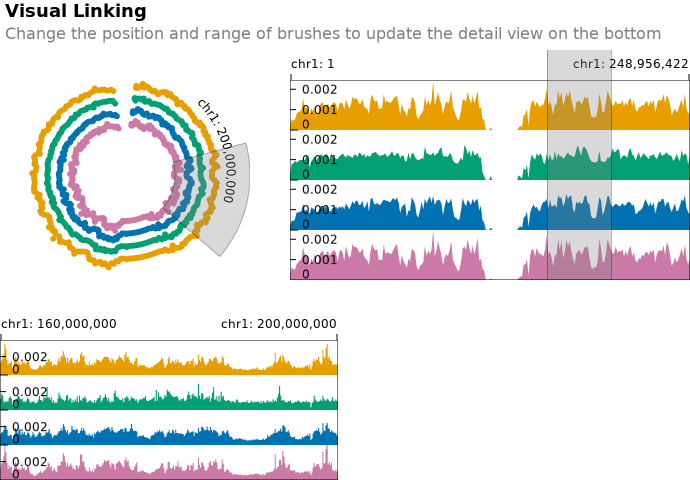 Visual Linking
Change the position and range of brushes to update the detail view on the bottom
chr1: 200,000,000
chr1: 1
chr1: 248,956,422
0.002
0.001
0
0.002
0.001
0
0.002
0.001
0
0.002
0.001
0
chr1: 160,000,000
chr1: 200,000,000
0.002
0
0.002
0
0.002
0
0.002
0